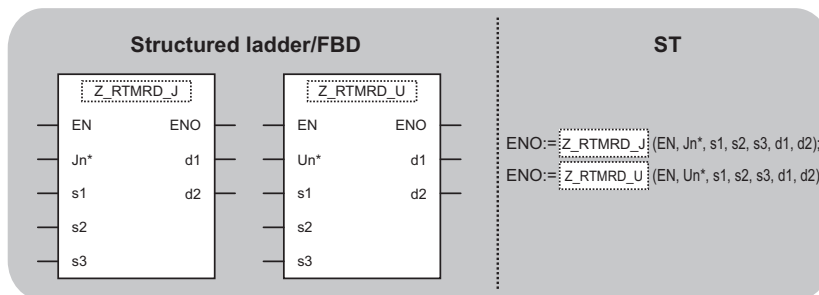 Structured ladder/FBD
ST
Z_RTMRD_J
EN ENO
Jn* d1
s1 d2
s2
s3
Z_RTMRD_U
EN ENO
Un* d1
s1 d2
s2
s3
ENO:= Z_RTMRD_J (EN, Jn*, s1, s2, s3, d1, d2);
ENO:= Z_RTMRD_U (EN, Un*, s1, s2, s3, d1, d2)